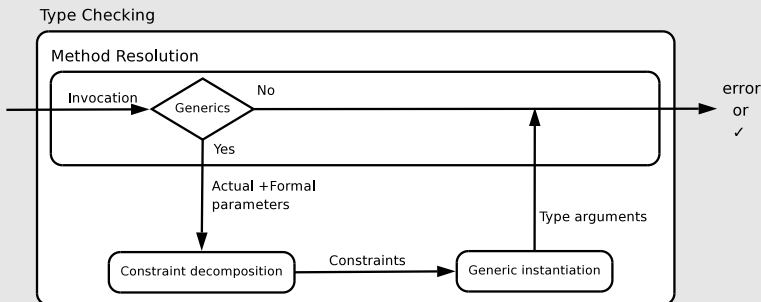 Type Checking
Method Resolution
Invocation
Generics
No
Yes
error
or
✓
Actual +Formal
parameters
Type arguments
Constraint decomposition
Constraints
Generic instantiation